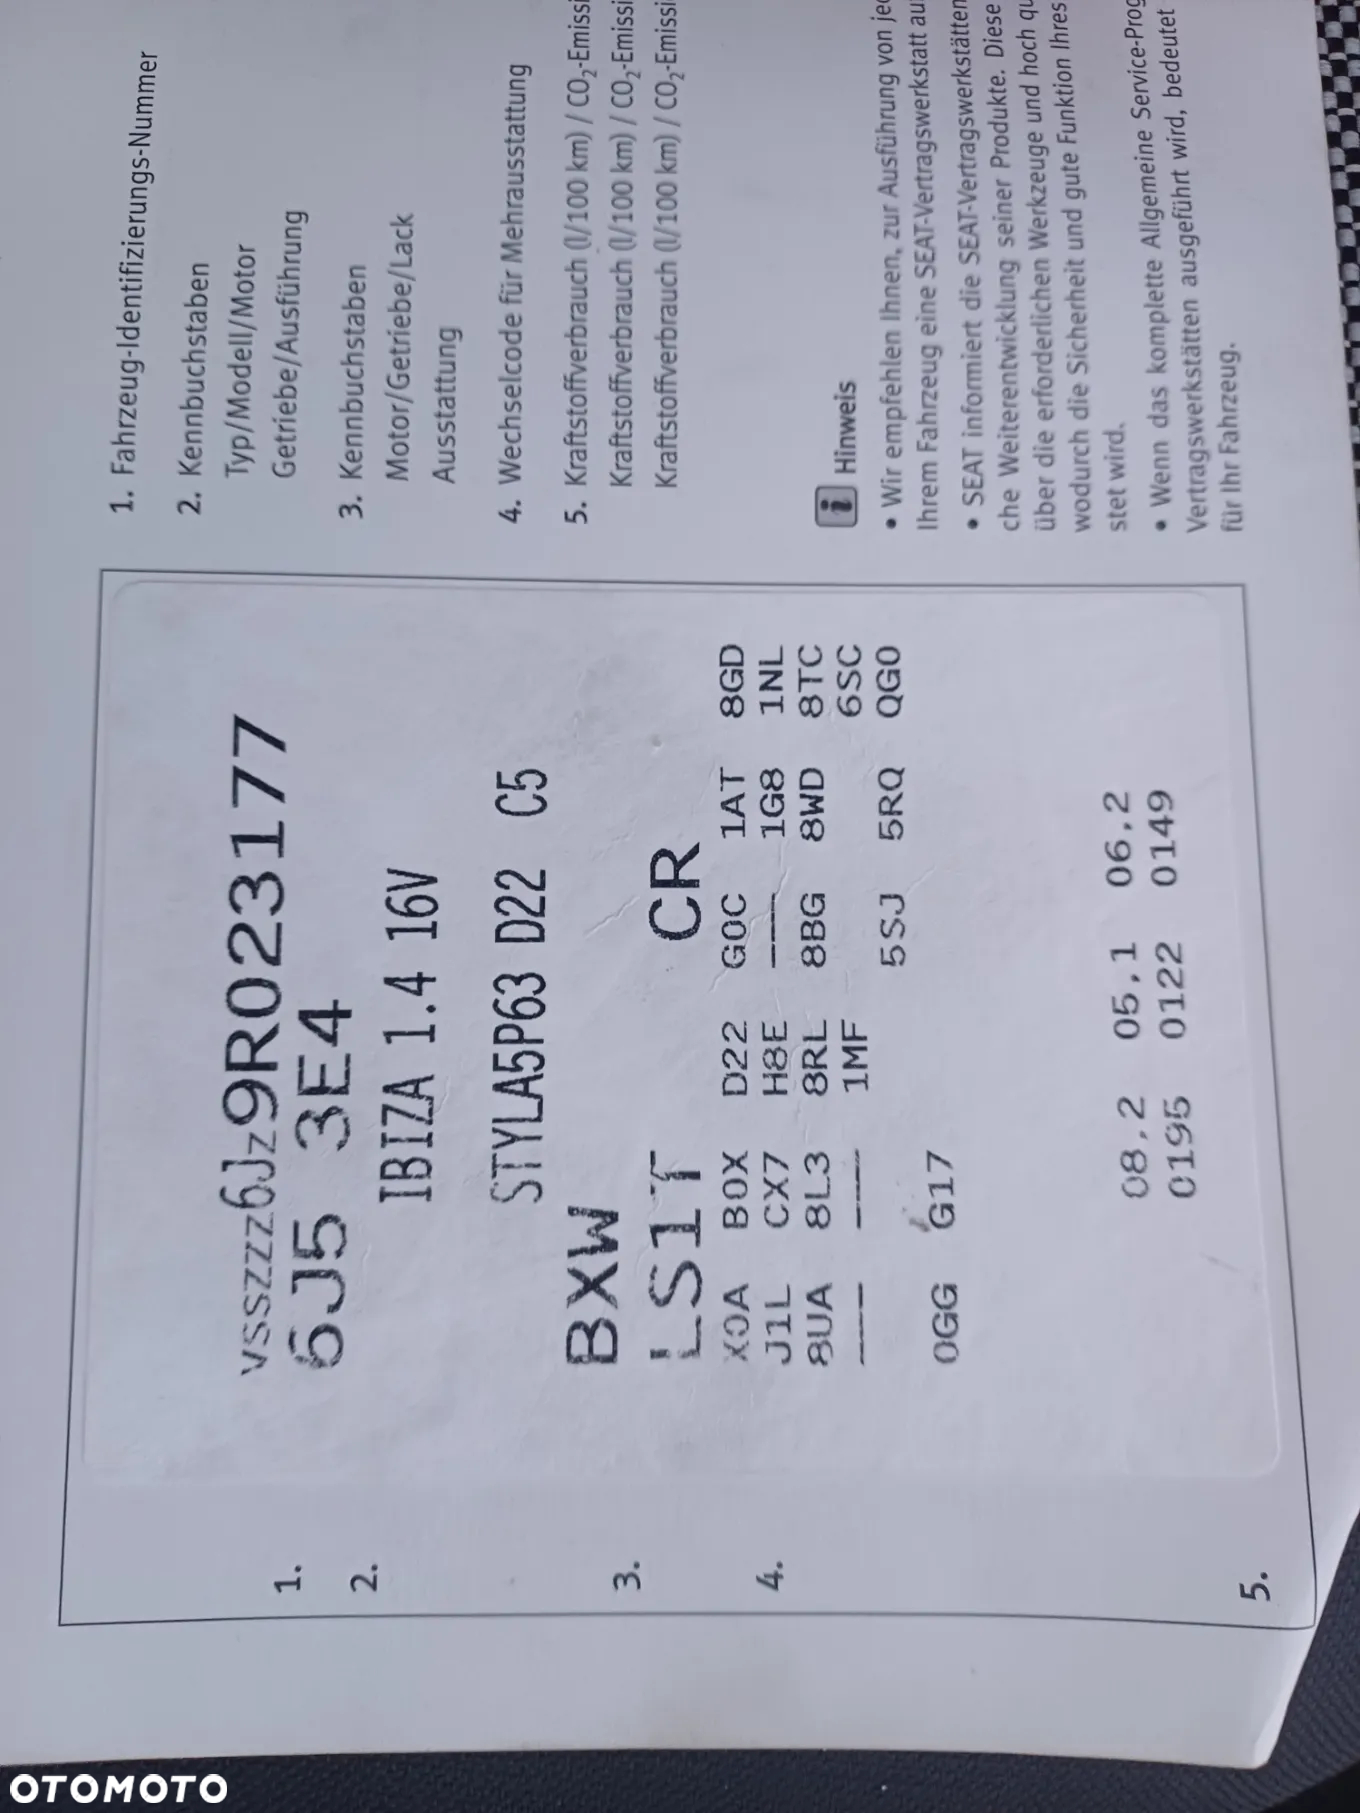 1.
2.
3.
4.
5.
VSSZZZ6JZ9R023177
6J5 3E4
IBIZA 1.4 16V
STYLA5P63 D22 C5
BXW
LS1T CR
X0A B0X D22 G0C 1AT 8GD
J1L CX7 H8E --- 1G8 1NL
8UA 8L3 8RL 8BG 8WD 8TC
--- --- 1MF 6SC
5SJ 5RQ QG0
0GG G17
08,2 05,1 06,2
0195 0122 0149
1. Fahrzeug-Identifizierungs-Nummer
2. Kennbuchstaben
Typ/Modell/Motor
Getriebe/Ausführung
3. Kennbuchstaben
Motor/Getriebe/Lack
Ausstattung
4. Wechselcode für Mehrausstattung
5. Kraftstoffverbrauch (l/100 km) / CO₂-Emissi
Kraftstoffverbrauch (l/100 km) / CO₂-Emissi
Kraftstoffverbrauch (l/100 km) / CO₂-Emissi
i Hinweis
• Wir empfehlen Ihnen, zur Ausführung von
Ihrem Fahrzeug eine SEAT-Vertragswerkstatt
• SEAT informiert die SEAT-Vertragswerkstätten
che Weiterentwicklung seiner Produkte. Diese
über die erforderlichen Werkzeuge und hoch
wodurch die Sicherheit und gute Funktion Ihres
stet wird.
• Wenn das komplette Allgemeine Service-Prog
Vertragswerkstätten ausgeführt wird, bedeutet
für Ihr Fahrzeug.
OTOMOTO